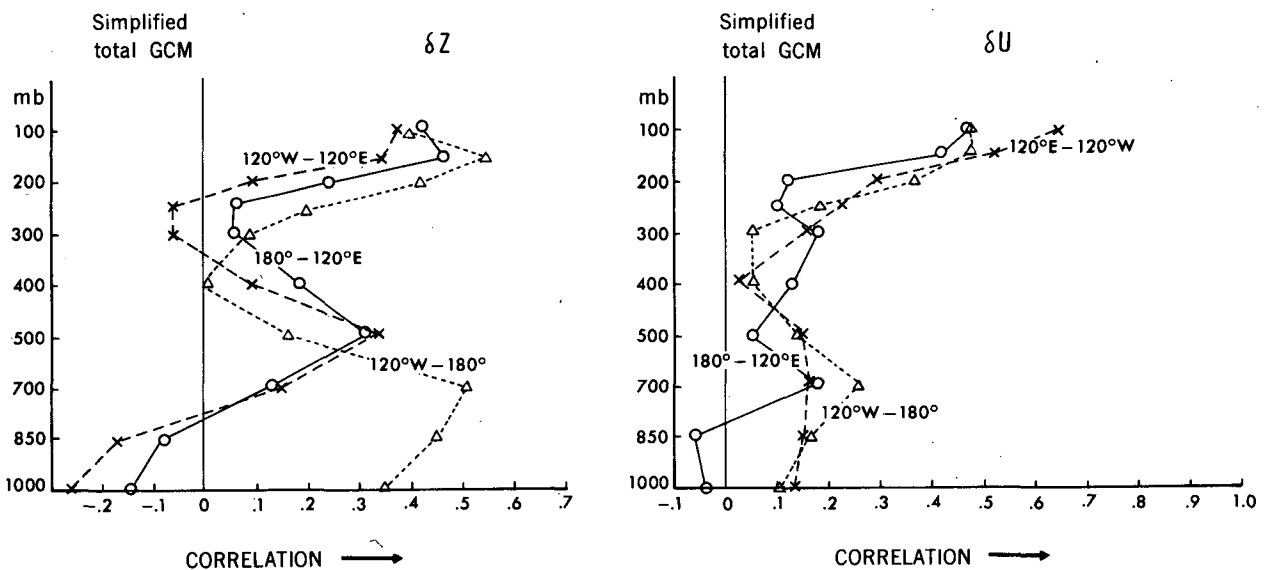 Simplified
total GCM
δZ
mb
100
200
300
400
500
700
850
1000
120°W – 120°E
180° – 120°E
120°W – 180°
-.2
-.1
0
.1
.2
.3
.4
.5
.6
0.7
CORRELATION
Simplified
total GCM
δU
mb
100
200
300
400
500
700
850
1000
120°E – 120°W
180° – 120°E
120°W – 180°
-.1
0
.1
.2
.3
.4
.5
.6
.7
.8
.9
1.0
CORRELATION